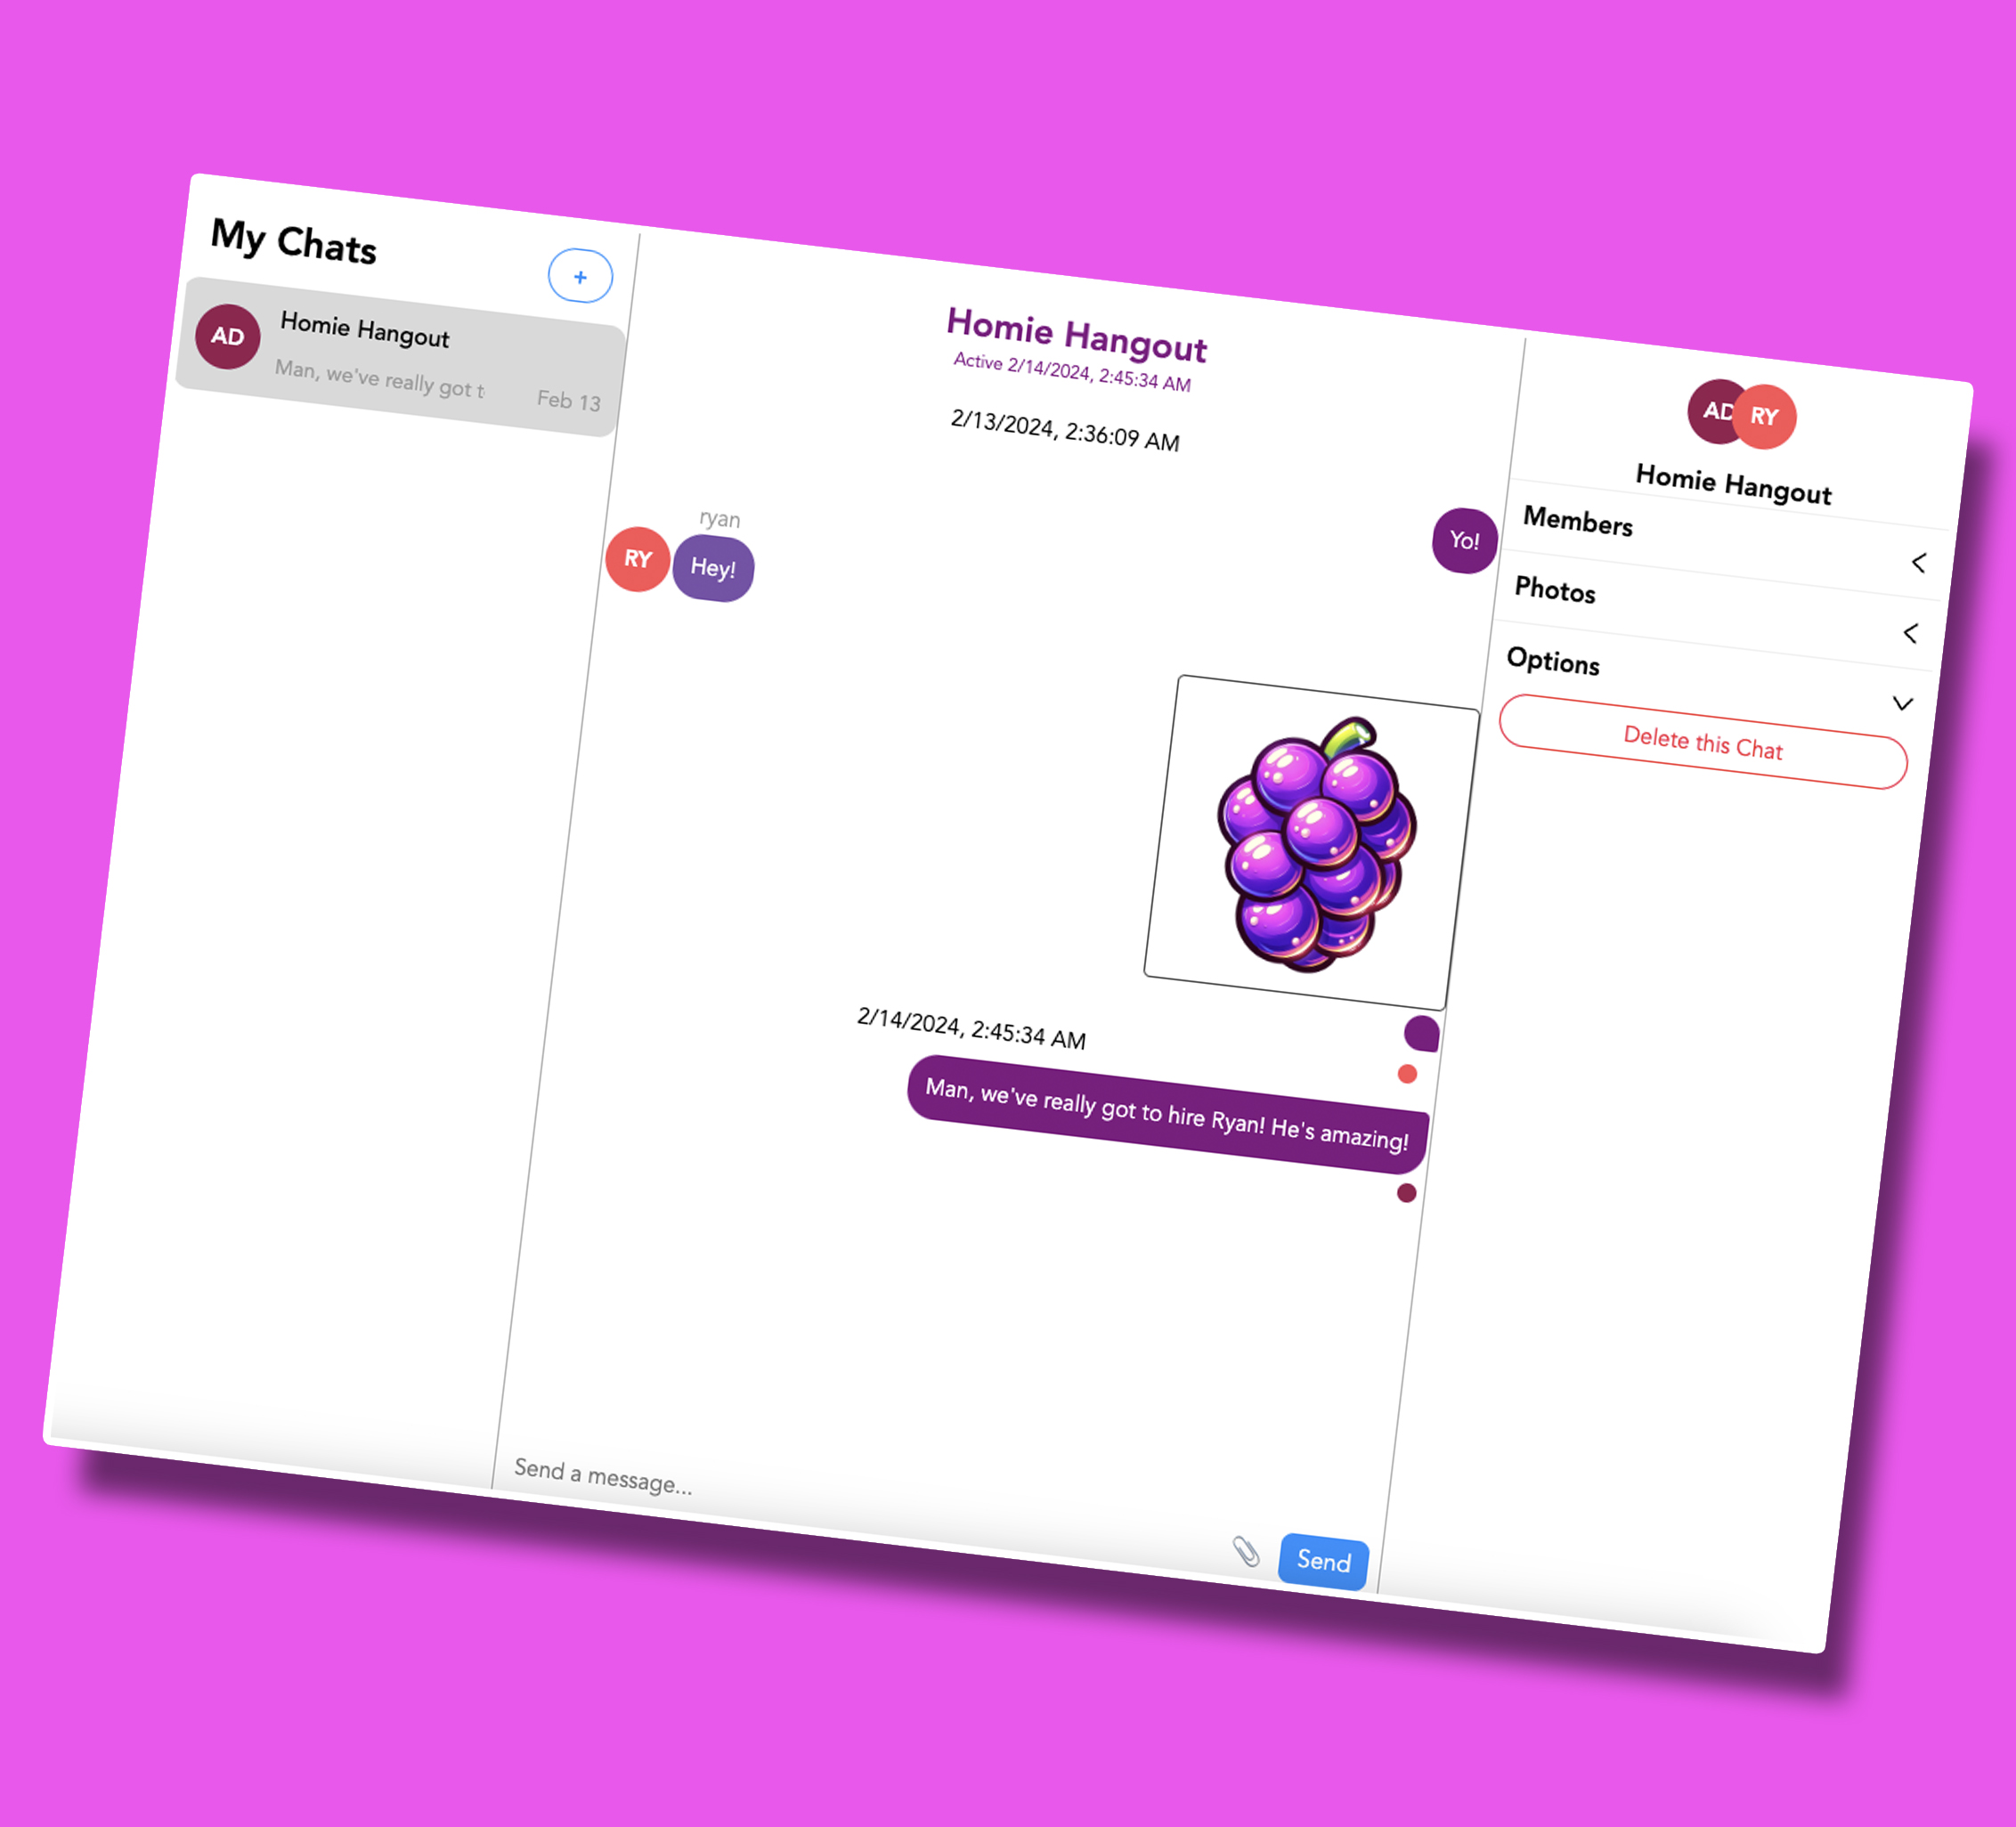 My Chats
+
AD
Homie Hangout
Man, we've really got t
Feb 13
Homie Hangout
Active 2/14/2024, 2:45:34 AM
2/13/2024, 2:36:09 AM
Yo!
ryan
RY
Hey!
2/14/2024, 2:45:34 AM
Man, we've really got to hire Ryan! He's amazing!
Send a message...
Send
AD
RY
Homie Hangout
Members
Photos
Options
Delete this Chat